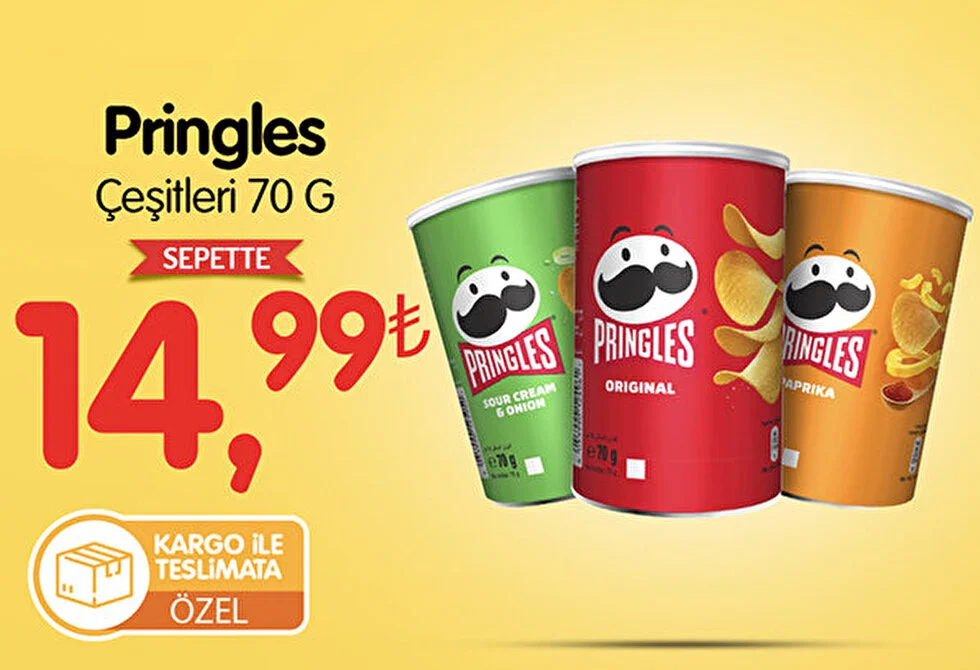 Pringles
Çeşitleri 70 G
SEPETTE
14,99₺
KARGO İLE
TESLİMATA
ÖZEL
PRINGLES
SOUR CREAM
& ONION
70 g
PRINGLES
ORIGINAL
70 g
PRINGLES
PAPRIKA